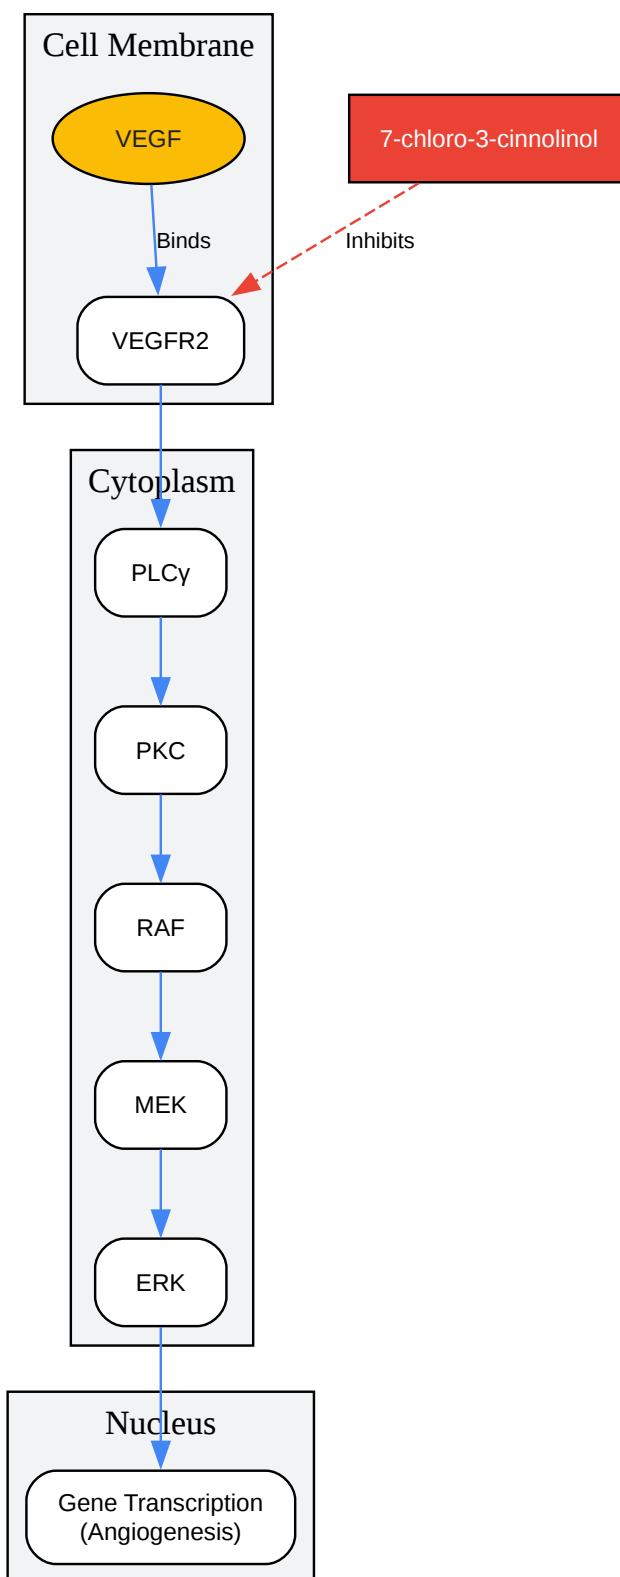 Cell Membrane
VEGF
7-chloro-3-cinnolinol
Binds
Inhibits
VEGFR2
Cytoplasm
PLCγ
PKC
RAF
MEK
ERK
Nucleus
Gene Transcription
(Angiogenesis)